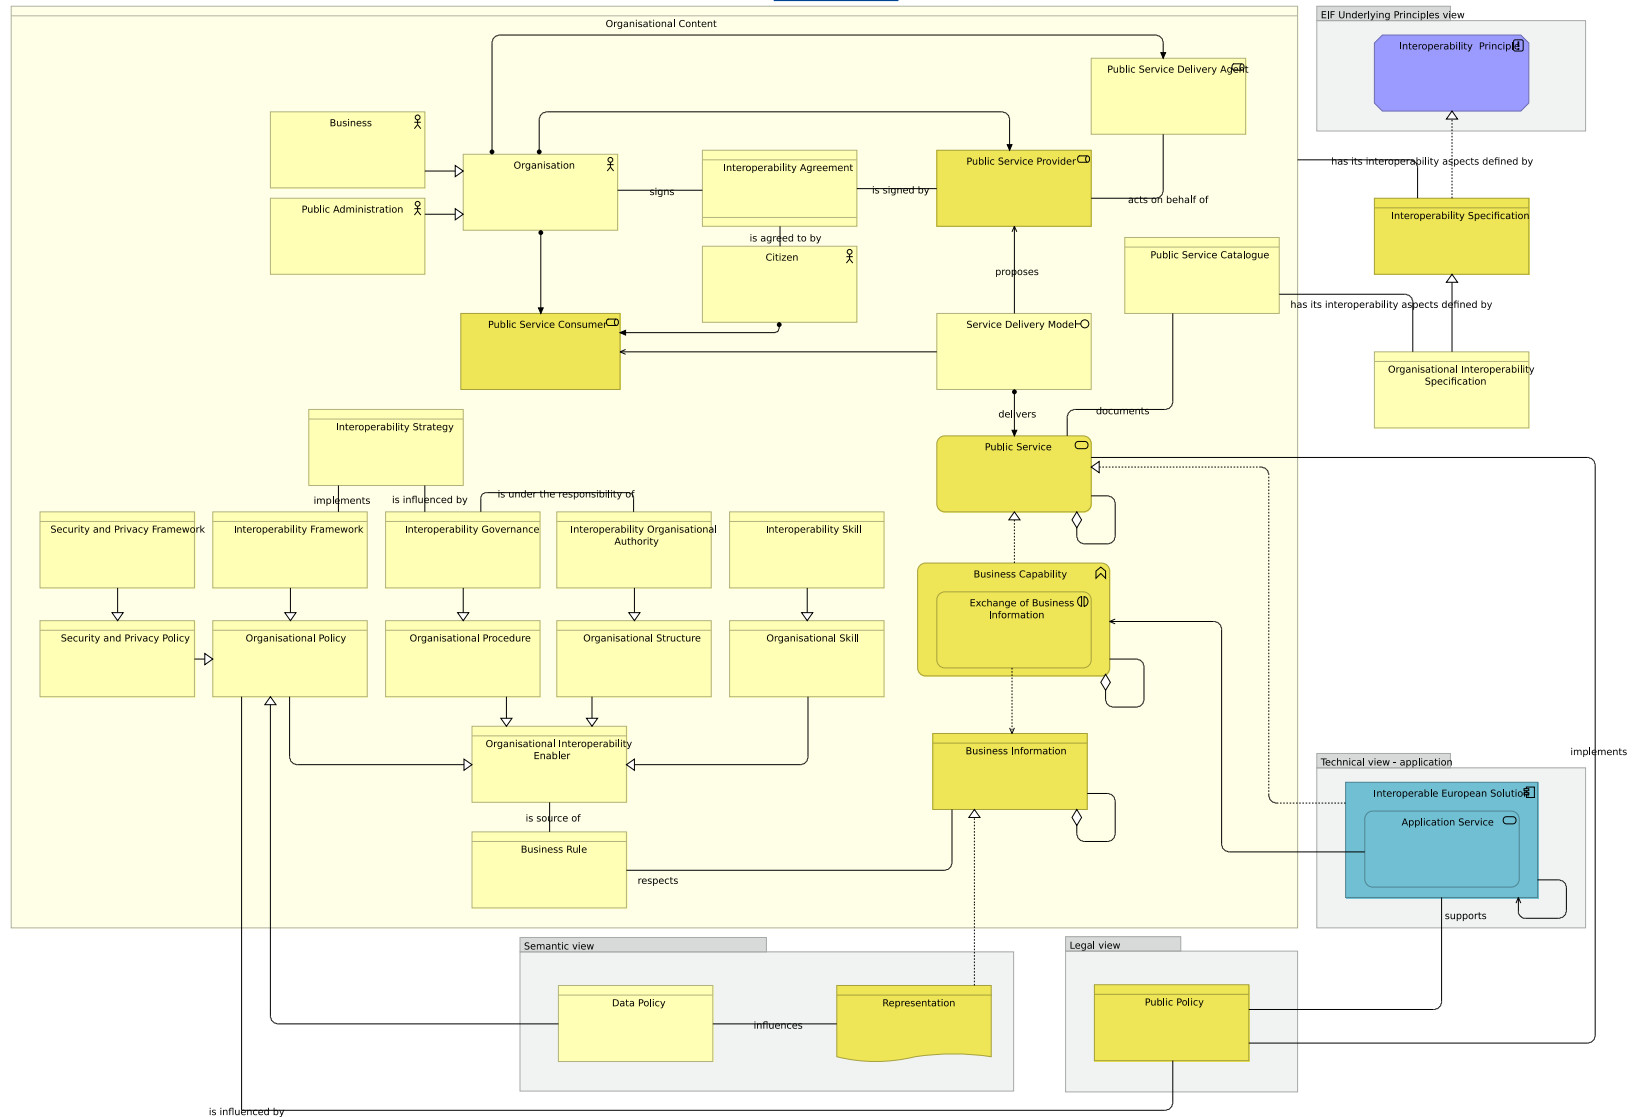 Organisational Content
EIF Underlying Principles view
Interoperability Principle
Public Service Delivery Agent
Business
Organisation
Interoperability Agreement
Public Service Provider
has its interoperability aspects defined by
signs
is signed by
acts on behalf of
Public Administration
Interoperability Specification
is agreed to by
Citizen
Public Service Catalogue
proposes
has its interoperability aspects defined by
Public Service Consumer
Service Delivery Model
Organisational Interoperability
Specification
delivers
documents
Interoperability Strategy
Public Service
implements
is influenced by
is under the responsibility of
Security and Privacy Framework
Interoperability Framework
Interoperability Governance
Interoperability Organisational
Authority
Interoperability Skill
Business Capability
Exchange of Business
Information
Security and Privacy Policy
Organisational Policy
Organisational Procedure
Organisational Structure
Organisational Skill
Organisational Interoperability
Enabler
Business Information
implements
Technical view - application
Interoperable European Solution
Application Service
is source of
Business Rule
respects
supports
Semantic view
Legal view
Data Policy
influences
Representation
Public Policy
is influenced by